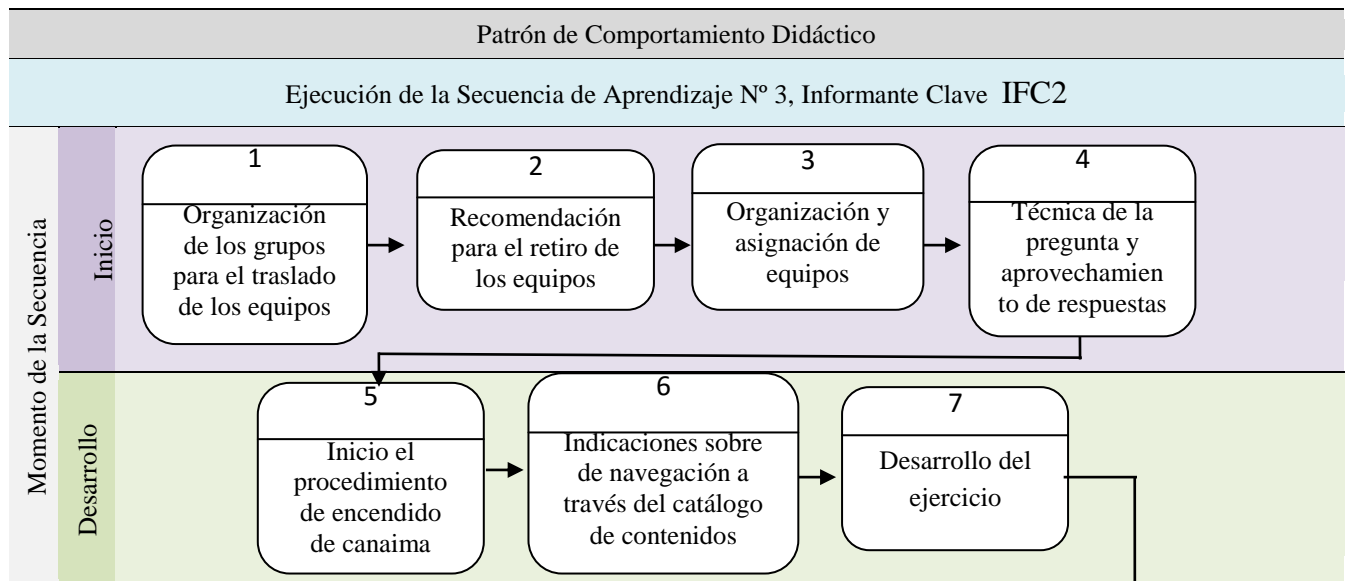 Patrón de Comportamiento Didáctico
Ejecución de la Secuencia de Aprendizaje Nº 3, Informante Clave IFC2
Momento de la Secuencia
Inicio
1
Organización
de los grupos
para el traslado
de los equipos
2
Recomendación
para el retiro de
los equipos
3
Organización y
asignación de
equipos
4
Técnica de la
pregunta y
aprovechamien
to de respuestas
Desarrollo
5
Inicio el
procedimiento
de encendido
de canaima
6
Indicaciones sobre
de navegación a
través del catálogo
de contenidos
7
Desarrollo del
ejercicio